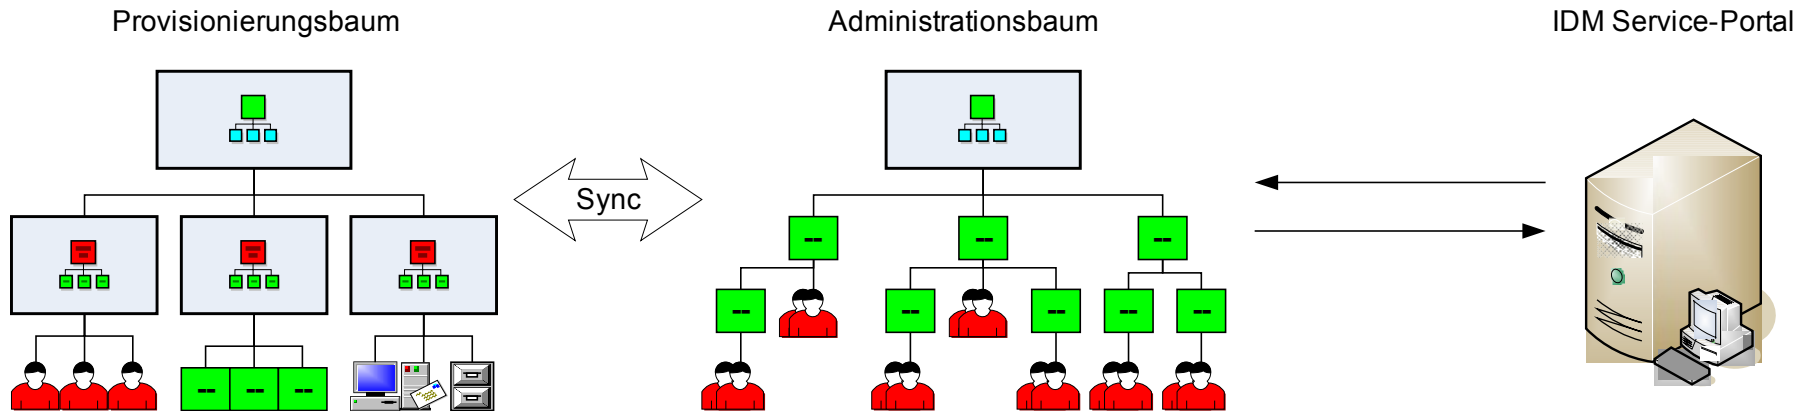 Provisionierungsbaum
Administrationsbaum
IDM Service-Portal
Sync